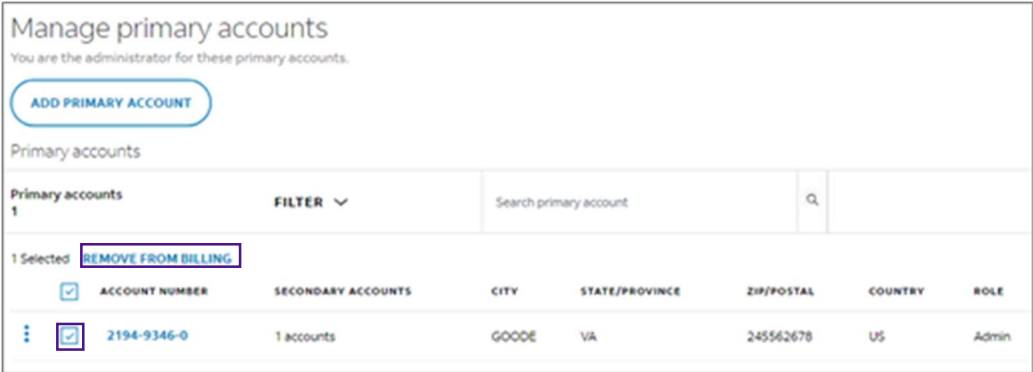 Manage primary accounts
You are the administrator for these primary accounts.
ADD PRIMARY ACCOUNT
Primary accounts
Primary accounts
1
FILTER
Search primary account
1 Selected REMOVE FROM BILLING
ACCOUNT NUMBER SECONDARY ACCOUNTS CITY STATE/PROVINCE ZIP/POSTAL COUNTRY ROLE
2194-9346-0 1 accounts GOODE VA 245562678 US Admin